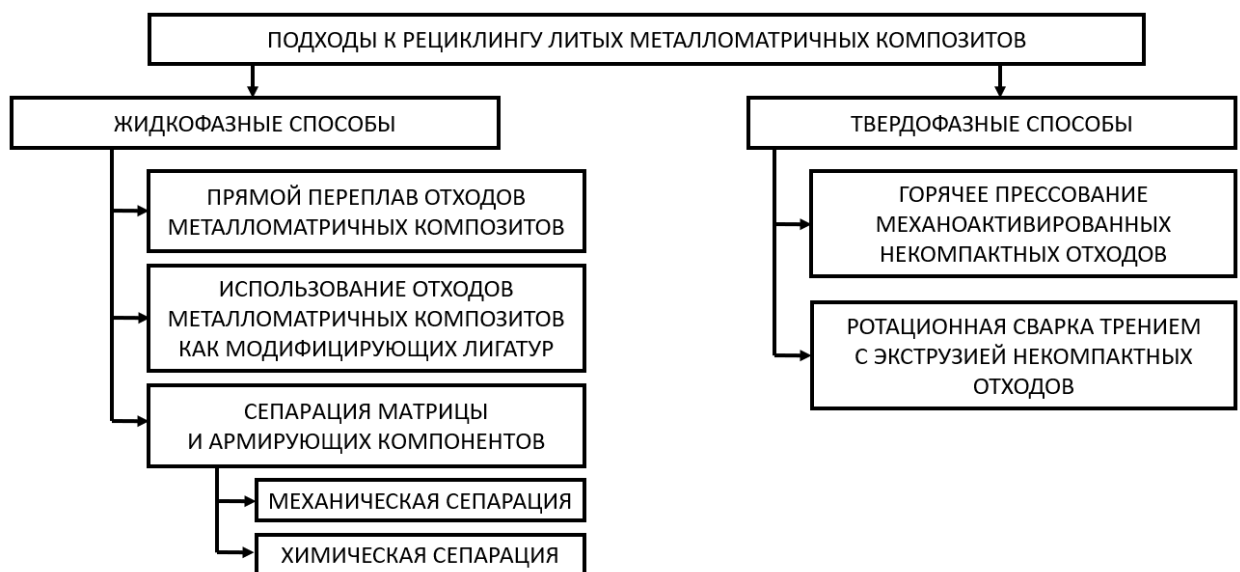 ПОДХОДЫ К РЕЦИКЛИНГУ ЛИТЫХ МЕТАЛЛОМАТРИЧНЫХ КОМПОЗИТОВ
ЖИДКОФАЗНЫЕ СПОСОБЫ
ПРЯМОЙ ПЕРЕПЛАВ ОТХОДОВ
МЕТАЛЛОМАТРИЧНЫХ КОМПОЗИТОВ
ИСПОЛЬЗОВАНИЕ ОТХОДОВ
МЕТАЛЛОМАТРИЧНЫХ КОМПОЗИТОВ
КАК МОДИФИЦИРУЮЩИХ ЛИГАТУР
СЕПАРАЦИЯ МАТРИЦЫ
И АРМИРУЮЩИХ КОМПОНЕНТОВ
МЕХАНИЧЕСКАЯ СЕПАРАЦИЯ
ХИМИЧЕСКАЯ СЕПАРАЦИЯ
ТВЕРДОФАЗНЫЕ СПОСОБЫ
ГОРЯЧЕЕ ПРЕССОВАНИЕ
МЕХАНОАКТИВИРОВАННЫХ
НЕКОМПАКТНЫХ ОТХОДОВ
РОТАЦИОННАЯ СВАРКА ТРЕНИЕМ
С ЭКСТРУЗИЕЙ НЕКОМПАКТНЫХ
ОТХОДОВ